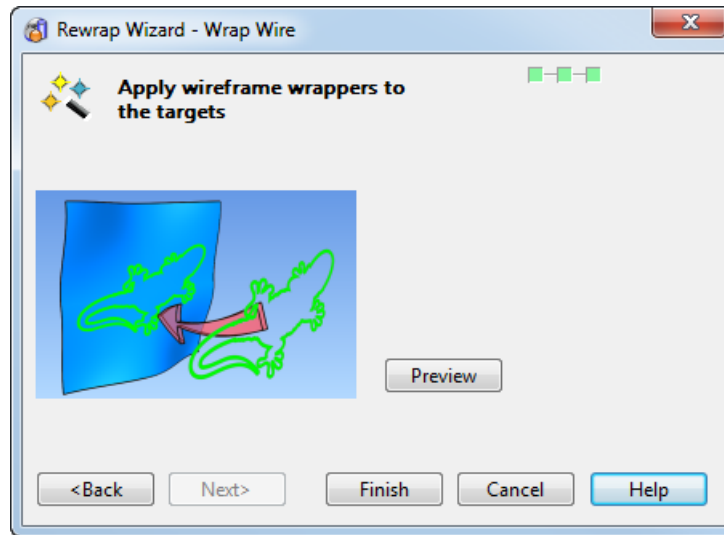 Rewrap Wizard - Wrap Wire
Apply wireframe wrappers to
the targets
Preview
<Back Next> Finish Cancel Help